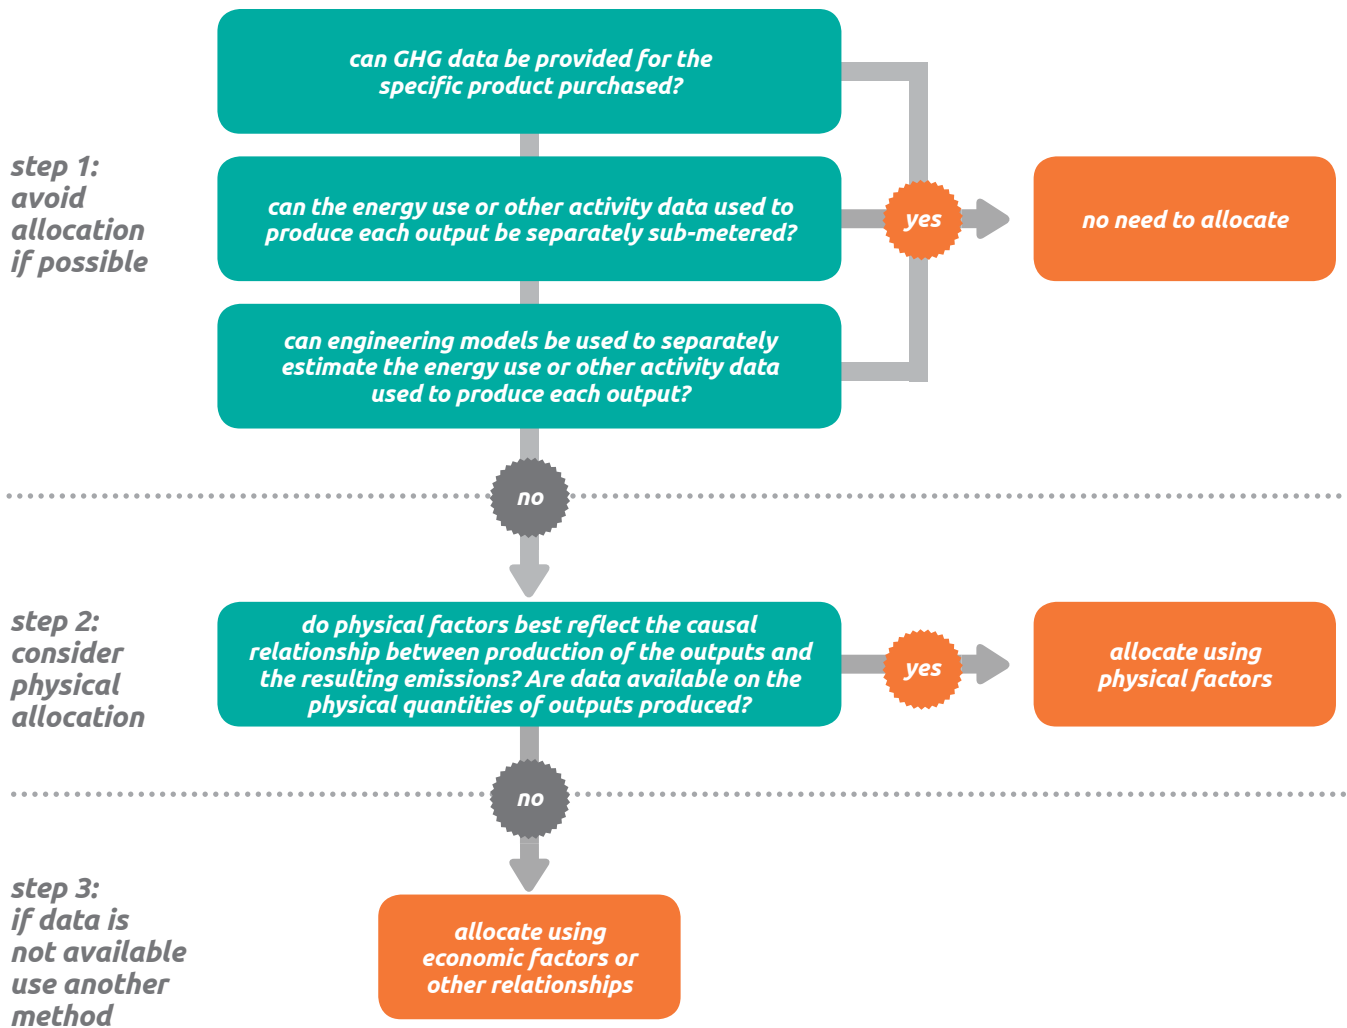 can GHG data be provided for the
specific product purchased?
step 1:
avoid
allocation
if possible
can the energy use or other activity data used to
produce each output be separately sub-metered?
yes
no need to allocate
can engineering models be used to separately
estimate the energy use or other activity data
used to produce each output?
no
step 2:
consider
physical
allocation
do physical factors best reflect the causal
relationship between production of the outputs and
the resulting emissions? Are data available on the
physical quantities of outputs produced?
yes
allocate using
physical factors
no
step 3:
if data is
not available
use another
method
allocate using
economic factors or
other relationships